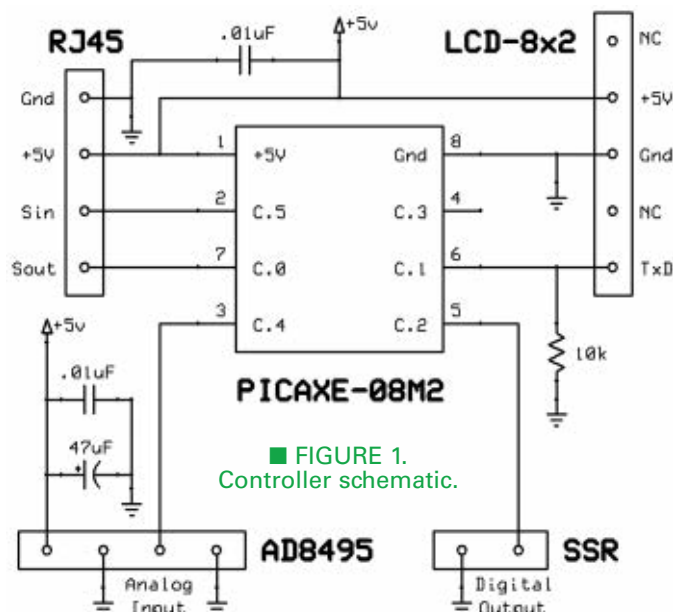 RJ45
.01uF
+5v
LCD-8x2
NC
Gnd
+5V
+5V
1
+5V
Gnd
8
Gnd
Sin
2
C.5
C.3
4
NC
Sout
7
C.0
C.1
6
TxD
3
C.4
C.2
5
+5v
10k
.01uF
PICAXE-08M2
47uF
+
■ FIGURE 1.
Controller schematic.
AD8495
SSR
Analog
Input
Digital
Output